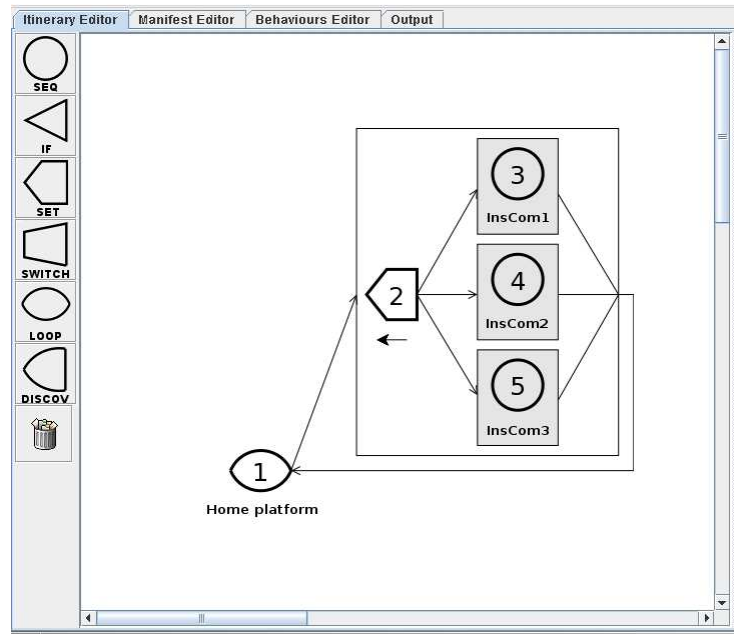 Itinerary Editor
Manifest Editor
Behaviours Editor
Output
SEQ
IF
SET
SWITCH
LOOP
DISCOV
3
InsCom1
2
4
InsCom2
5
InsCom3
1
Home platform